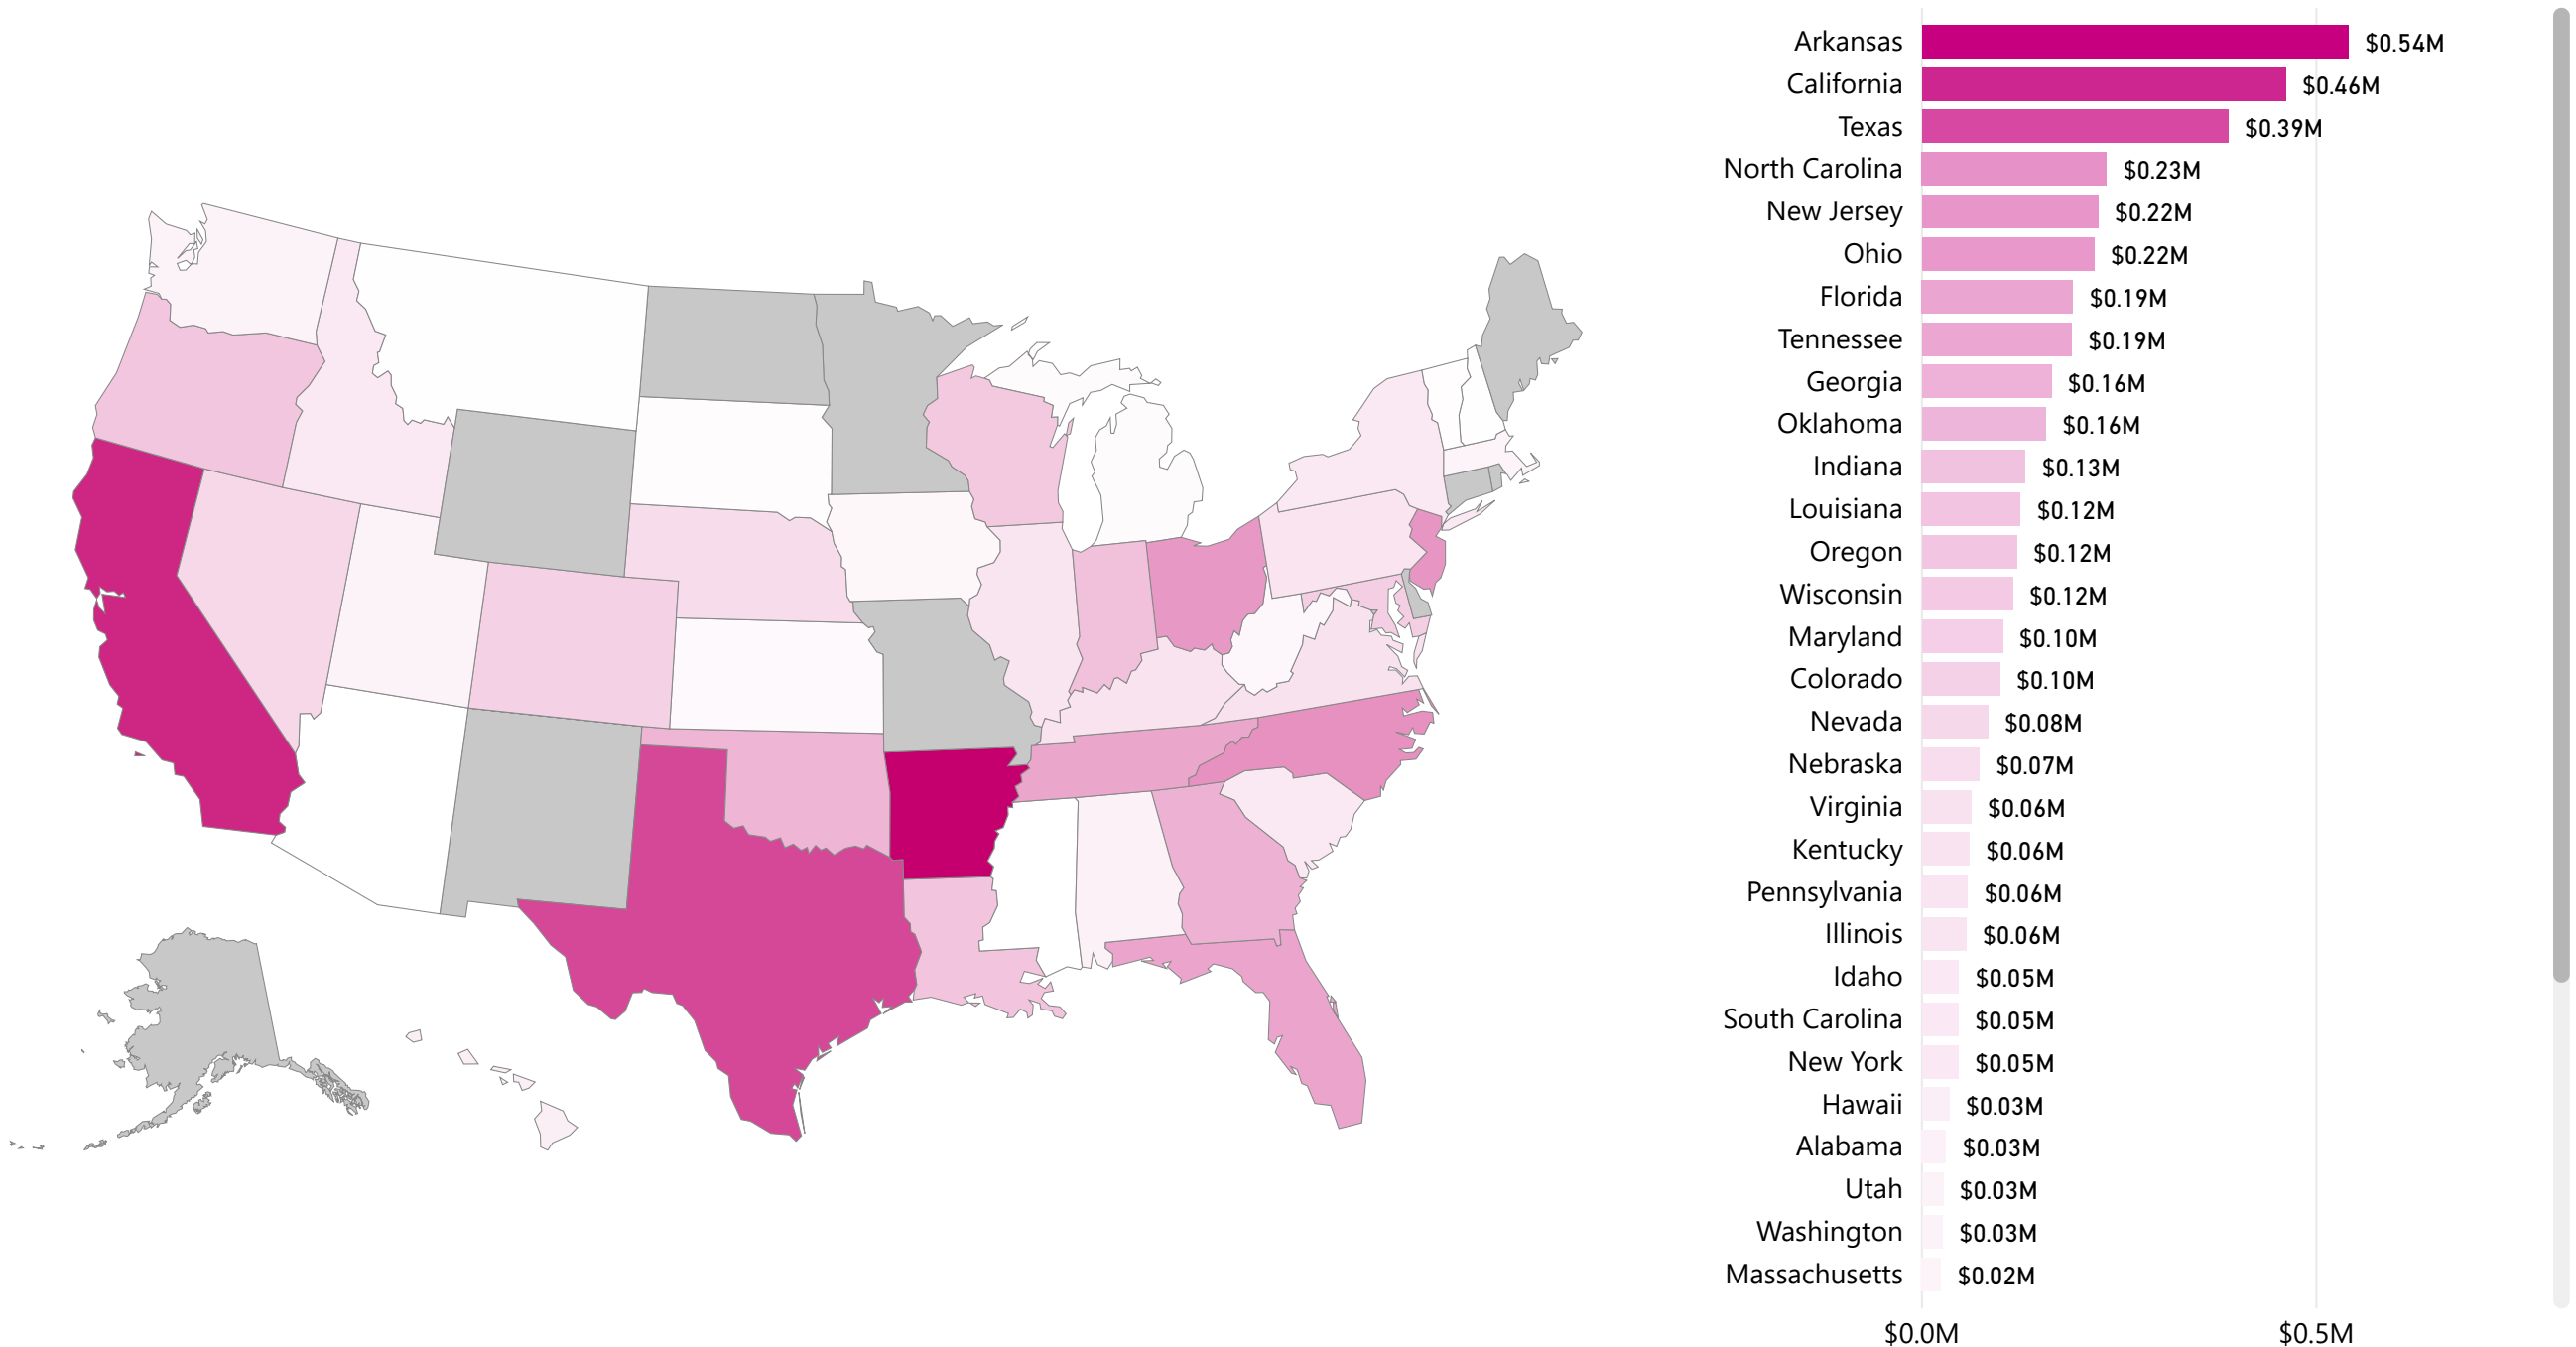 Arkansas $0.54M
California $0.46M
Texas $0.39M
North Carolina $0.23M
New Jersey $0.22M
Ohio $0.22M
Florida $0.19M
Tennessee $0.19M
Georgia $0.16M
Oklahoma $0.16M
Indiana $0.13M
Louisiana $0.12M
Oregon $0.12M
Wisconsin $0.12M
Maryland $0.10M
Colorado $0.10M
Nevada $0.08M
Nebraska $0.07M
Virginia $0.06M
Kentucky $0.06M
Pennsylvania $0.06M
Illinois $0.06M
Idaho $0.05M
South Carolina $0.05M
New York $0.05M
Hawaii $0.03M
Alabama $0.03M
Utah $0.03M
Washington $0.03M
Massachusetts $0.02M
$0.0M $0.5M